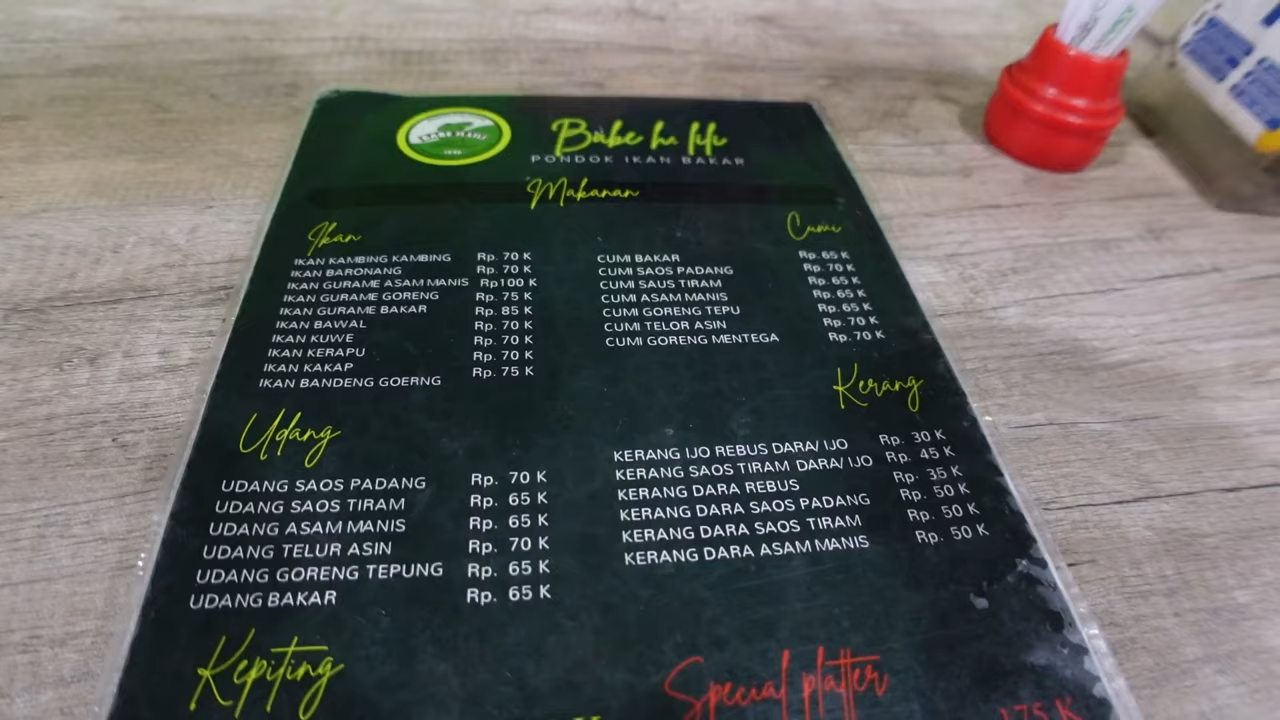 Babe h. lili
PONDOK IKAN BAKAR
Makanan
Ikan
IKAN KAMBING KAMBING Rp. 70 K
IKAN BARONANG Rp. 70 K
IKAN GURAME ASAM MANIS Rp100 K
IKAN GURAME GORENG Rp. 75 K
IKAN GURAME BAKAR Rp. 85 K
IKAN BAWAL Rp. 70 K
IKAN KUWE Rp. 70 K
IKAN KERAPU Rp. 70 K
IKAN KAKAP Rp. 75 K
IKAN BANDENG GOERNG
Cumi
CUMI BAKAR Rp. 65 K
CUMI SAOS PADANG Rp. 70 K
CUMI SAUS TIRAM Rp. 65 K
CUMI ASAM MANIS Rp. 65 K
CUMI GORENG TEPU Rp. 65 K
CUMI TELOR ASIN Rp. 70 K
CUMI GORENG MENTEGA Rp. 70 K
Udang
UDANG SAOS PADANG Rp. 70 K
UDANG SAOS TIRAM Rp. 65 K
UDANG ASAM MANIS Rp. 65 K
UDANG TELUR ASIN Rp. 70 K
UDANG GORENG TEPUNG Rp. 65 K
UDANG BAKAR Rp. 65 K
Kerang
KERANG IJO REBUS DARA/ IJO Rp. 30 K
KERANG SAOS TIRAM DARA/ IJO Rp. 45 K
KERANG DARA REBUS Rp. 35 K
KERANG DARA SAOS PADANG Rp. 50 K
KERANG DARA SAOS TIRAM Rp. 50 K
KERANG DARA ASAM MANIS Rp. 50 K
Kepiting
Special platter
175 K